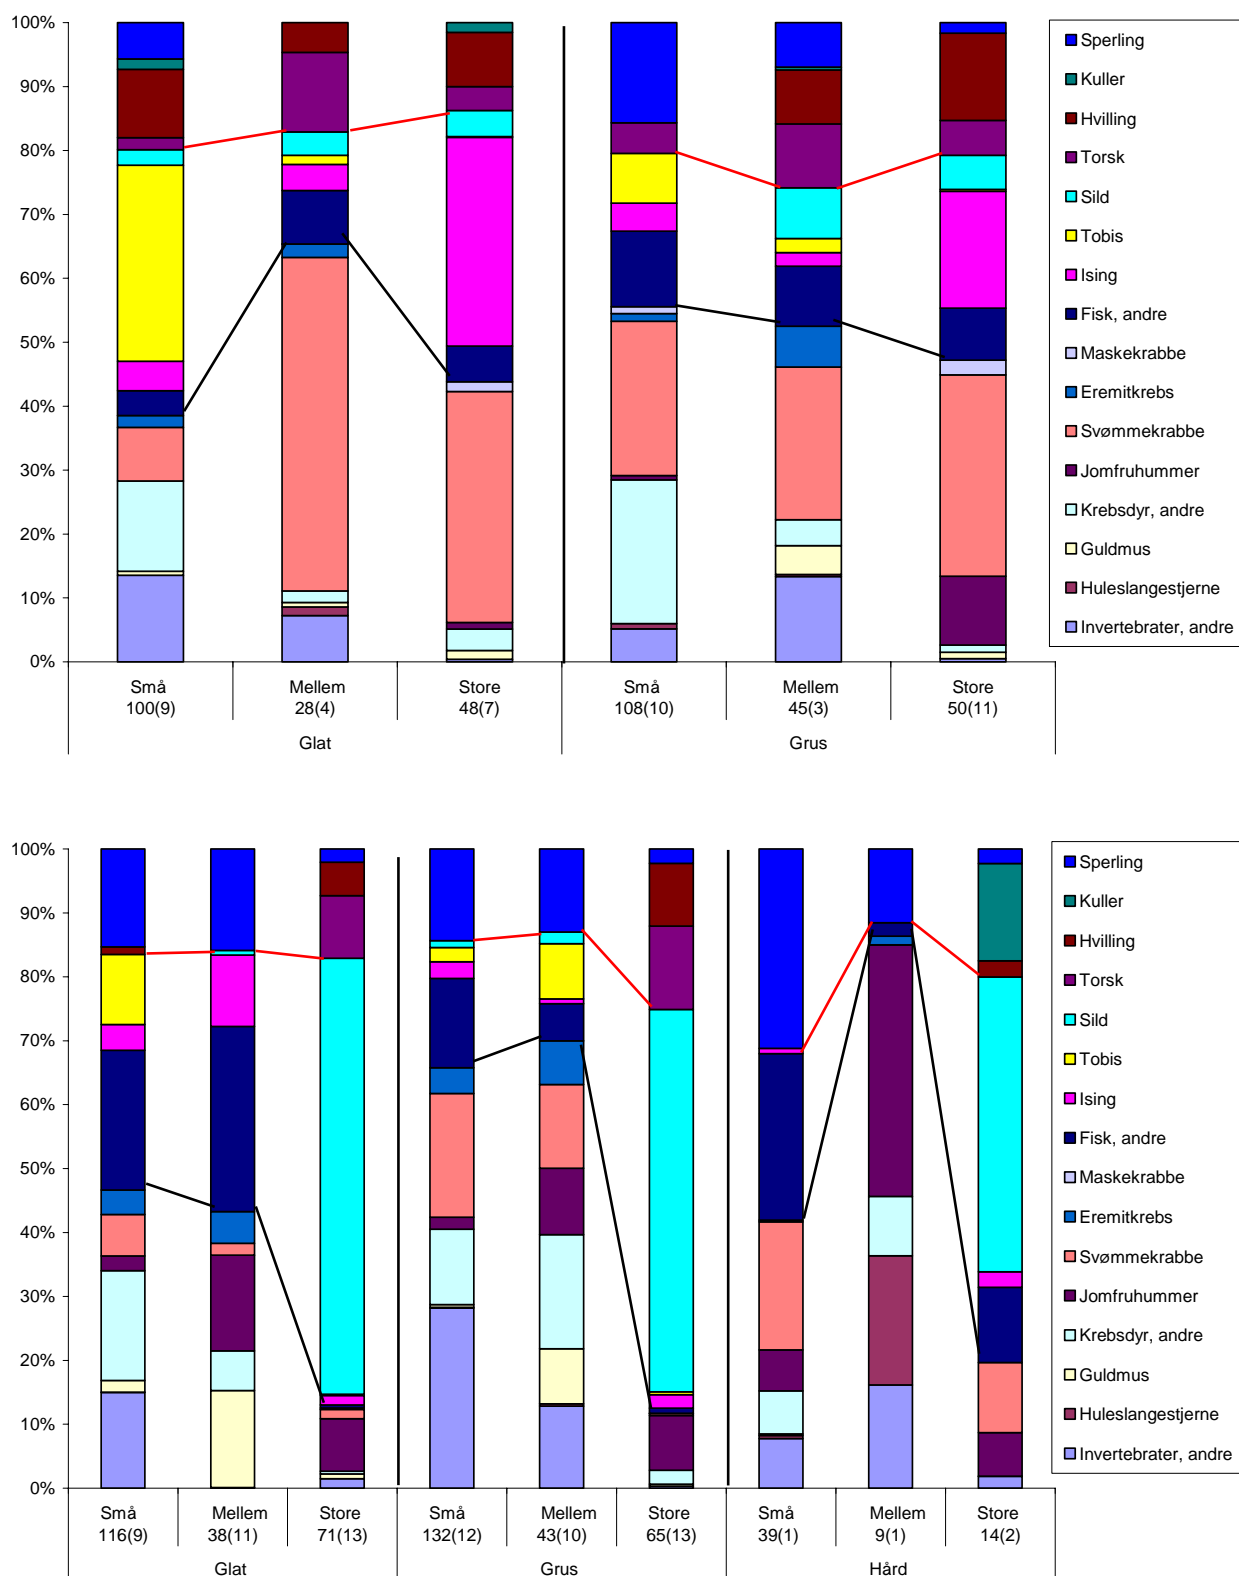 100%
90%
80%
70%
60%
50%
40%
30%
20%
10%
0%
Sperling
Kuller
Hvilling
Torsk
Sild
Tobis
Ising
Fisk, andre
Maskekrabbe
Eremitkrebs
Svømmekrabbe
Jomfruhummer
Krebsdyr, andre
Guldmus
Huleslangestjerne
Invertebrater, andre
Små Mellem Store Små Mellem Store
100(9) 28(4) 48(7) 108(10) 45(3) 50(11)
Glat Grus
100%
90%
80%
70%
60%
50%
40%
30%
20%
10%
0%
Sperling
Kuller
Hvilling
Torsk
Sild
Tobis
Ising
Fisk, andre
Maskekrabbe
Eremitkrebs
Svømmekrabbe
Jomfruhummer
Krebsdyr, andre
Guldmus
Huleslangestjerne
Invertebrater, andre
Små Mellem Store Små Mellem Store Små Mellem Store
116(9) 38(11) 71(13) 132(12) 43(10) 65(13) 39(1) 9(1) 14(2)
Glat Grus Hård